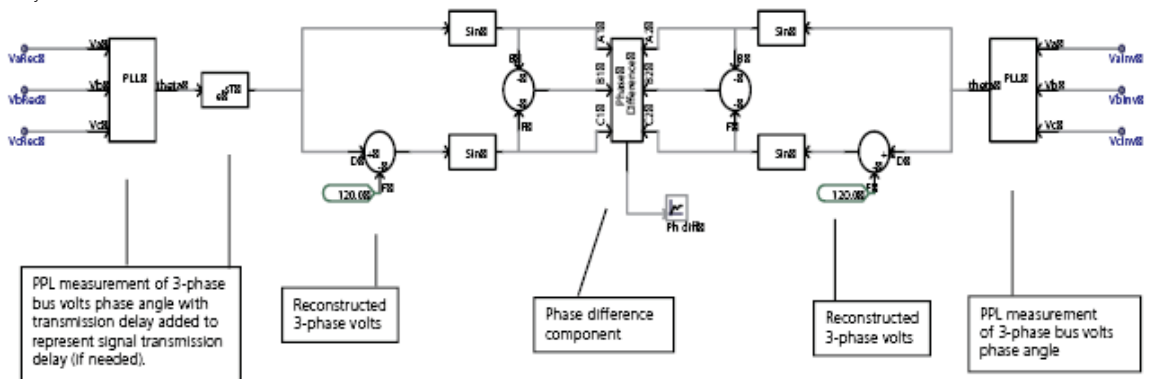 Va
Vb
Vc
VaRec
VbRec
VcRec
PLL
theta
e sT
Sin
Sin
B
F
D
F
120.0
A1
B1
C1
Phase
Difference
A2
B2
C2
Ph diff
Sin
Sin
B
F
D
F
120.0
theta
PLL
Va
Vb
Vc
VaInv
VbInv
VcInv
PPL measurement of 3-phase
bus volts phase angle with
transmission delay added to
represent signal transmission
delay (if needed).
Reconstructed
3-phase volts
Phase difference
component
Reconstructed
3-phase volts
PPL measurement
of 3-phase bus volts
phase angle